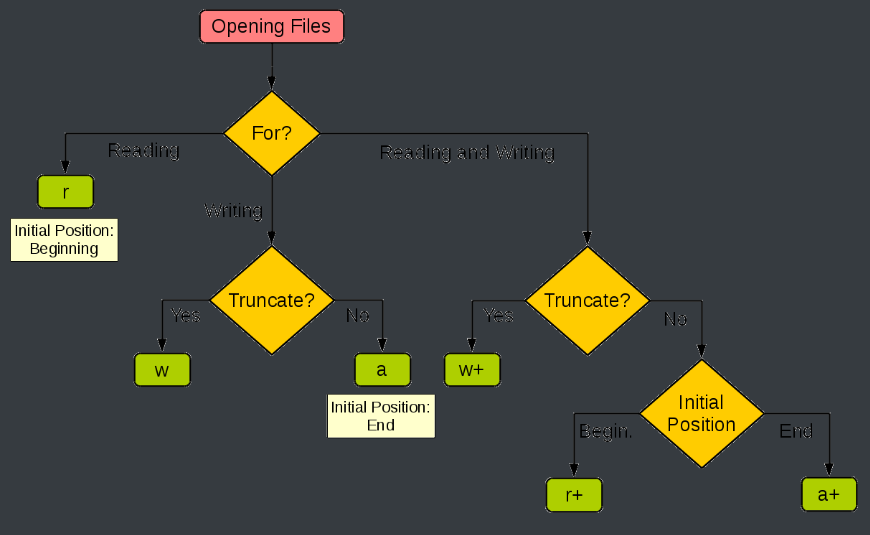 Opening Files
For?
Reading
Reading and Writing
r
Initial Position:
Beginning
Writing
Truncate?
Truncate?
Yes
No
Yes
No
w
a
w+
Initial Position:
End
Initial
Position
Begin.
End
r+
a+